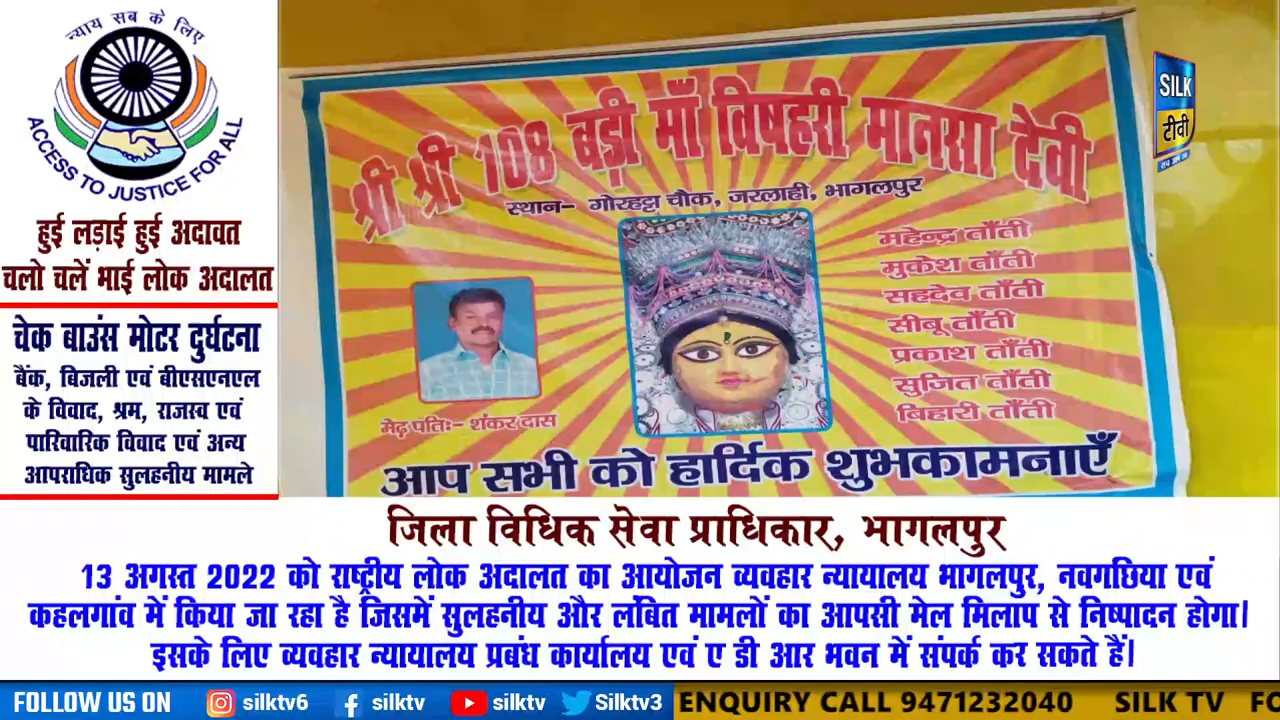 न्याय सब के लिए
ACCESS TO JUSTICE FOR ALL
हुई लड़ाई हुई अदावत
चलो चलें भाई लोक अदालत
चेक बाउंस मोटर दुर्घटना
बैंक, बिजली एवं बीएसएनएल
के विवाद, श्रम, राजस्व एवं
पारिवारिक विवाद एवं अन्य
आपराधिक सुलहनीय मामले
श्री श्री 108 बड़ी माँ विषहरी मानसा देवी
स्थान- गोरहट्टा चौक, जरलाही, भागलपुर
महेन्द्र ताँती
मुकेश ताँती
सहदेव ताँती
सीबू ताँती
प्रकाश ताँती
सुजित ताँती
बिहारी ताँती
मेढ़ पतिः- शंकर दास
आप सभी को हार्दिक शुभकामनाएँ
SILK
टीवी
जिला विधिक सेवा प्राधिकार, भागलपुर
13 अगस्त 2022 को राष्ट्रीय लोक अदालत का आयोजन व्यवहार न्यायालय भागलपुर, नवगछिया एवं
कहलगांव में किया जा रहा है जिसमें सुलहनीय और लंबित मामलों का आपसी मेल मिलाप से निष्पादन होगा।
इसके लिए व्यवहार न्यायालय प्रबंध कार्यालय एवं ए डी आर भवन में संपर्क कर सकते हैं।
FOLLOW US ON silktv6 silktv silktv Silktv3 ENQUIRY CALL 9471232040 SILK TV FO